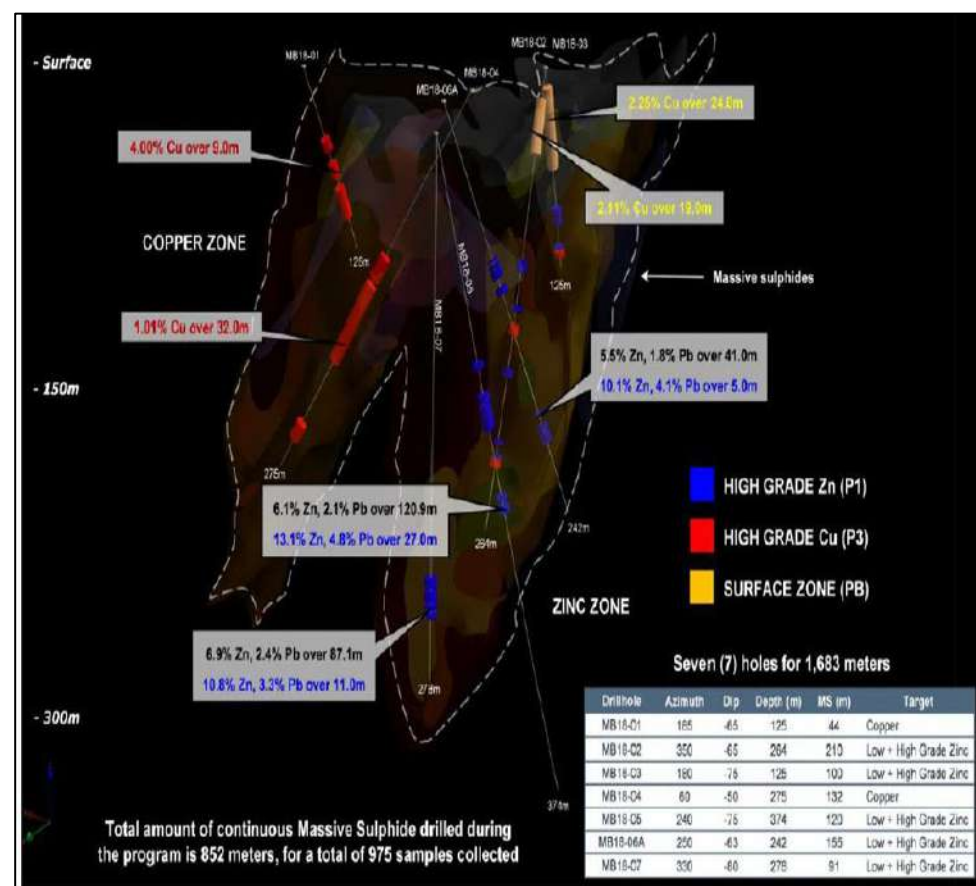 - Surface
MB18-01
MB18-02
MB18-03
MB18-04
MB18-06A
2.25% Cu over 24.0m
4.00% Cu over 9.0m
2.11% Cu over 19.0m
COPPER ZONE
125m
125m
Massive sulphides
1.01% Cu over 32.0m
MB18-07
5.5% Zn, 1.8% Pb over 41.0m
10.1% Zn, 4.1% Pb over 5.0m
- 150m
275m
HIGH GRADE Zn (P1)
6.1% Zn, 2.1% Pb over 120.9m
13.1% Zn, 4.8% Pb over 27.0m
242m
264m
HIGH GRADE Cu (P3)
SURFACE ZONE (PB)
ZINC ZONE
6.9% Zn, 2.4% Pb over 87.1m
10.8% Zn, 3.3% Pb over 11.0m
278m
Seven (7) holes for 1,683 meters
- 300m
374m
Drillhole Azimuth Dip Depth (m) MS (m) Target
MB18-01 185 -65 125 44 Copper
MB18-02 350 -65 264 210 Low + High Grade Zinc
MB18-03 180 -75 125 100 Low + High Grade Zinc
MB18-04 60 -50 275 132 Copper
MB18-05 240 -75 374 120 Low + High Grade Zinc
MB18-06A 250 -63 242 155 Low + High Grade Zinc
MB18-07 330 -80 278 91 Low + High Grade Zinc
Total amount of continuous Massive Sulphide drilled during
the program is 852 meters, for a total of 975 samples collected